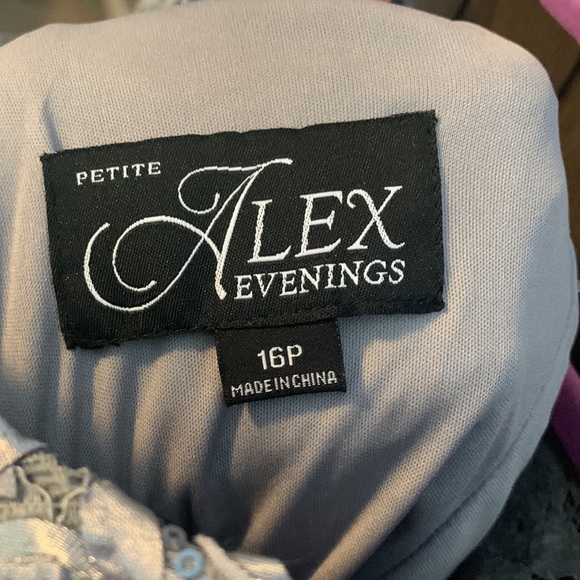 PETITE
ALEX
EVENINGS
16P
MADE IN CHINA